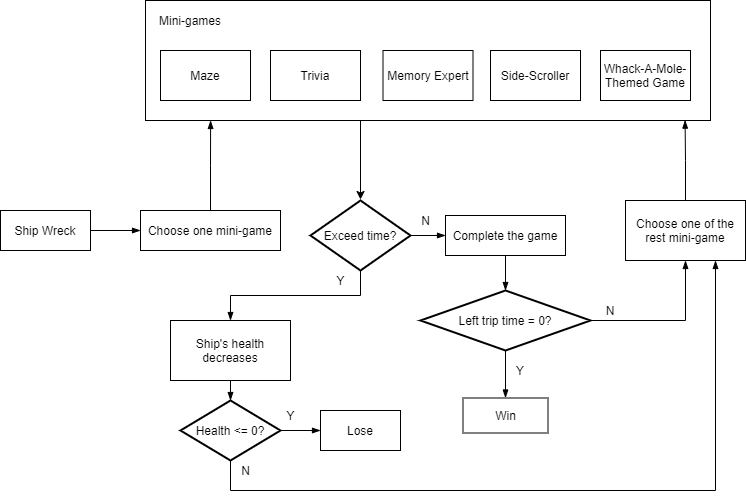 Mini-games
Maze
Trivia
Memory Expert
Side-Scroller
Whack-A-Mole-
Themed Game
Ship Wreck
Choose one mini-game
Exceed time?
N
Complete the game
Choose one of the
rest mini-game
Y
Left trip time = 0?
N
Ship's health
decreases
Y
Win
Health <= 0?
Y
Lose
N